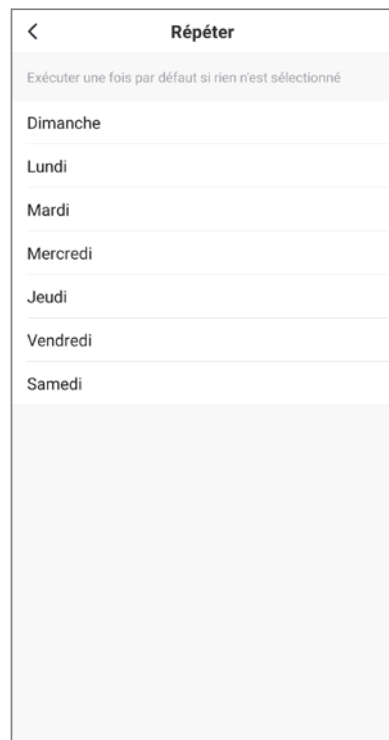 Répéter
Exécuter une fois par défaut si rien n'est sélectionné
Dimanche
Lundi
Mardi
Mercredi
Jeudi
Vendredi
Samedi